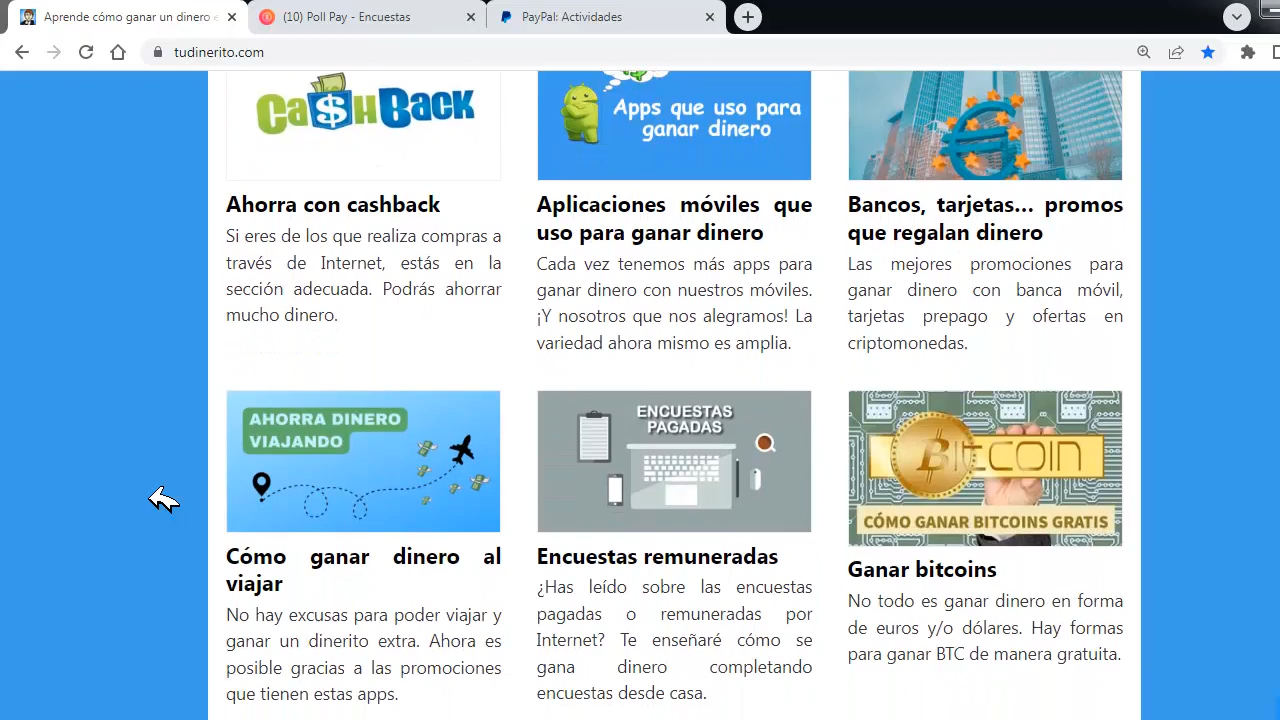 Aprende cómo ganar un dinero e
(10) Poll Pay - Encuestas
PayPal: Actividades
tudinerito.com
Ca$hBack
Apps que uso para
ganar dinero
Ahorra con cashback
Si eres de los que realiza compras a
través de Internet, estás en la
sección adecuada. Podrás ahorrar
mucho dinero.
Aplicaciones móviles que
uso para ganar dinero
Cada vez tenemos más apps para
ganar dinero con nuestros móviles.
¡Y nosotros que nos alegramos! La
variedad ahora mismo es amplia.
Bancos, tarjetas... promos
que regalan dinero
Las mejores promociones para
ganar dinero con banca móvil,
tarjetas prepago y ofertas en
criptomonedas.
AHORRA DINERO
VIAJANDO
ENCUESTAS
PAGADAS
Bitcoin
CÓMO GANAR BITCOINS GRATIS
Cómo ganar dinero al
viajar
No hay excusas para poder viajar y
ganar un dinerito extra. Ahora es
posible gracias a las promociones
que tienen estas apps.
Encuestas remuneradas
¿Has leído sobre las encuestas
pagadas o remuneradas por
Internet? Te enseñaré cómo se
gana dinero completando
encuestas desde casa.
Ganar bitcoins
No todo es ganar dinero en forma
de euros y/o dólares. Hay formas
para ganar BTC de manera gratuita.